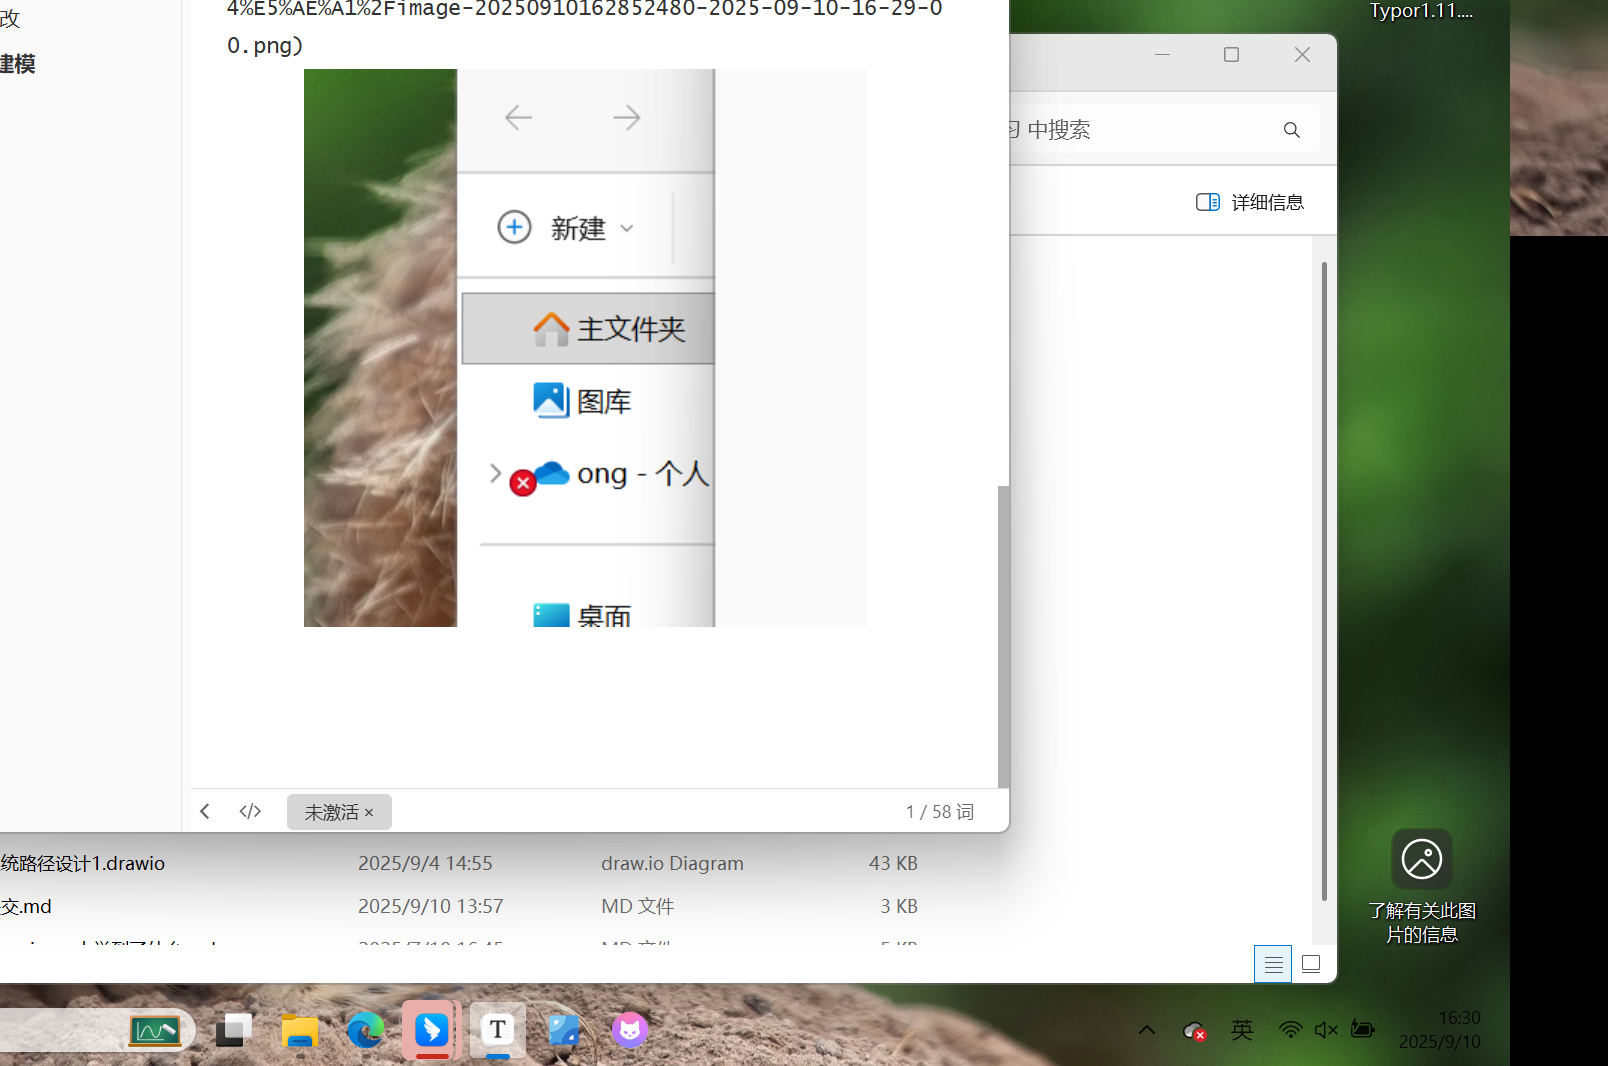 改
建模
4%E5%AE%A1%2Fimage-20250910162852480-2025-09-10-16-29-0
0.png)
新建
主文件夹
图库
ong - 个人
桌面
未激活 ×
1 / 58 词
中搜索
详细信息
统路径设计1.drawio 2025/9/4 14:55 draw.io Diagram 43 KB
交.md 2025/9/10 13:57 MD 文件 3 KB
Typor1.11....
了解有关此图
片的信息
T
英
16:30
2025/9/10